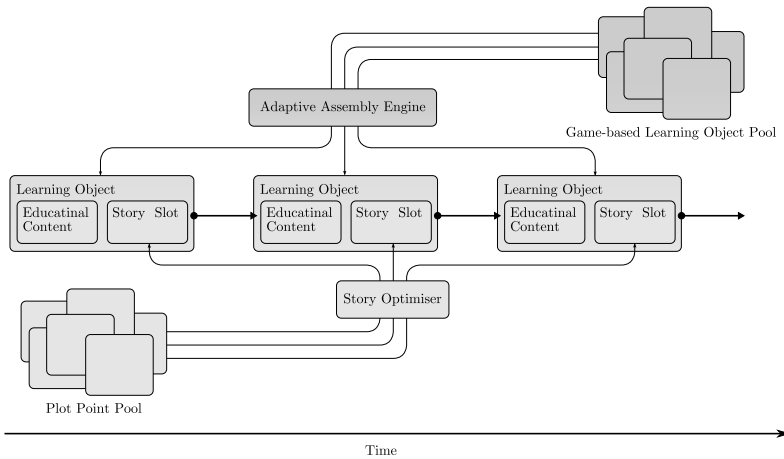 Adaptive Assembly Engine
Game-based Learning Object Pool
Learning Object
Educatinal
Content
Story Slot
Learning Object
Educatinal
Content
Story Slot
Learning Object
Educatinal
Content
Story Slot
Story Optimiser
Plot Point Pool
Time